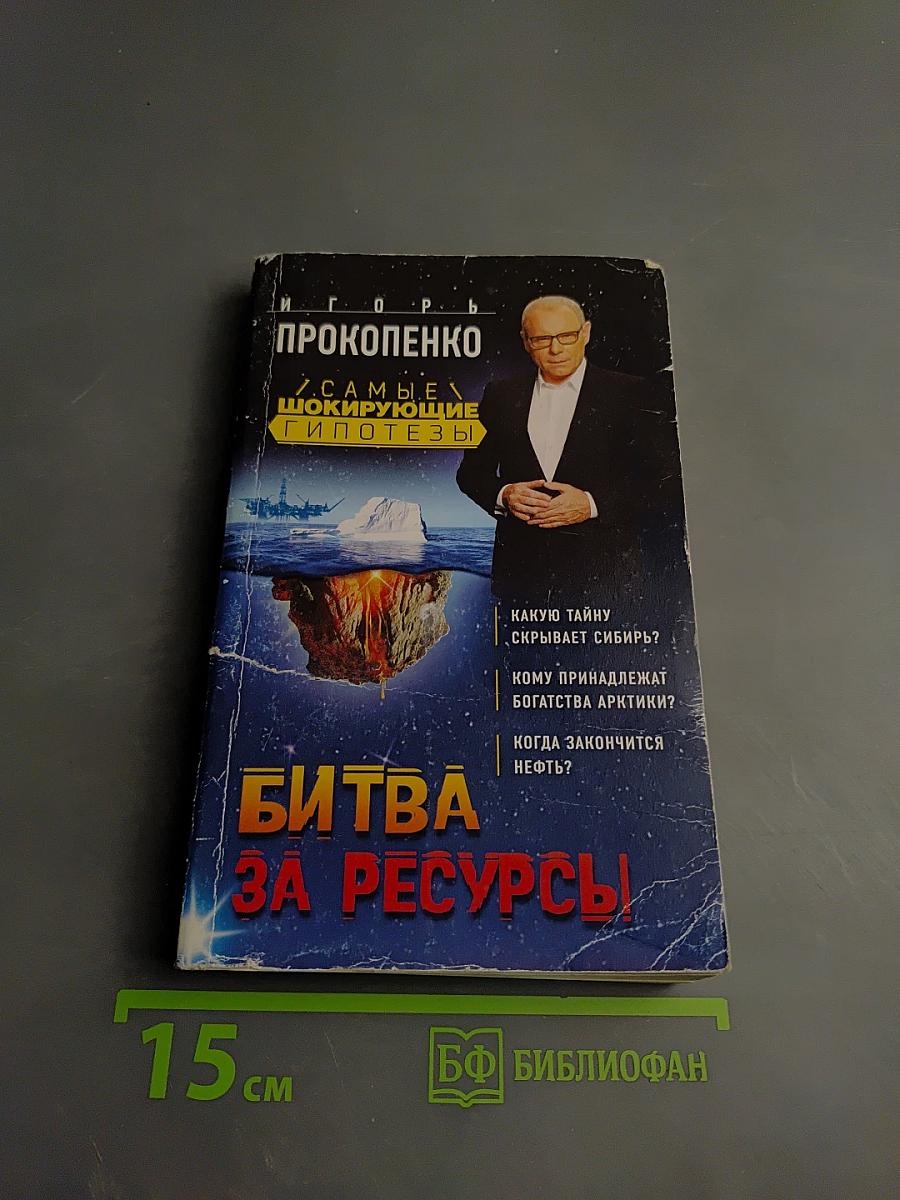 ИГОРЬ
ПРОКОПЕНКО
САМЫЕ
ШОКИРУЮЩИЕ
ГИПОТЕЗЫ
КАКУЮ ТАЙНУ
СКРЫВАЕТ СИБИРЬ?
КОМУ ПРИНАДЛЕЖАТ
БОГАТСТВА АРКТИКИ?
КОГДА ЗАКОНЧИТСЯ
НЕФТЬ?
БИТВА
ЗА РЕСУРСЫ
15 см
БФ БИБЛИОФАН